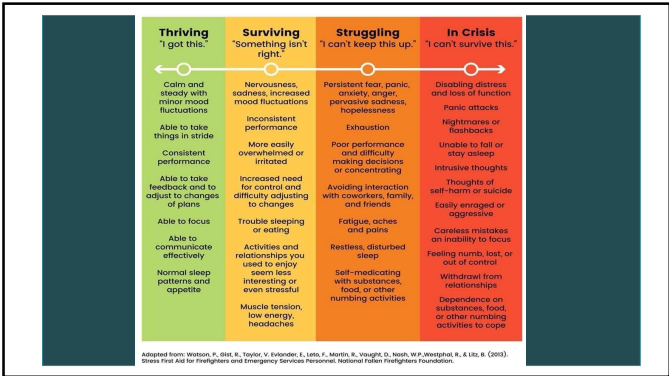 Thriving
"I got this."
Calm and
steady with
minor mood
fluctuations
Able to take
things in stride
Consistent
performance
Able to take
feedback and to
adjust to changes
of plans
Able to focus
Able to
communicate
effectively
Normal sleep
patterns and
appetite
Surviving
"Something isn't
right."
Nervousness,
sadness, increased
mood fluctuations
Inconsistent
performance
More easily
overwhelmed or
irritated
Increased need
for control and
difficulty adjusting
to changes
Trouble sleeping
or eating
Activities and
relationships you
used to enjoy
seem less
interesting or
even stressful
Muscle tension,
low energy,
headaches
Struggling
"I can't keep this up."
Persistent fear, panic,
anxiety, anger,
pervasive sadness,
hopelessness
Exhaustion
Poor performance
and difficulty
making decisions
or concentrating
Avoiding interaction
with coworkers, family,
and friends
Fatigue, aches
and pains
Restless, disturbed
sleep
Self-medicating
with substances,
food, or other
numbing activities
In Crisis
"I can't survive this."
Disabling distress
and loss of function
Panic attacks
Nightmares or
flashbacks
Unable to fall or
stay asleep
Intrusive thoughts
Thoughts of
self-harm or suicide
Easily enraged or
aggressive
Careless mistakes
an inability to focus
Feeling numb, lost, or
out of control
Withdrawal from
relationships
Dependence on
substances, food,
or other numbing
activities to cope
Adapted from: Watson, P., Gist, R., Taylor, V. Evlander, E., Leto, F., Martin, R., Vaught, D., Nash, W.P.,Westphal, R., & Litz, B. (2013).
Stress First Aid for Firefighters and Emergency Services Personnel. National Fallen Firefighters Foundation.